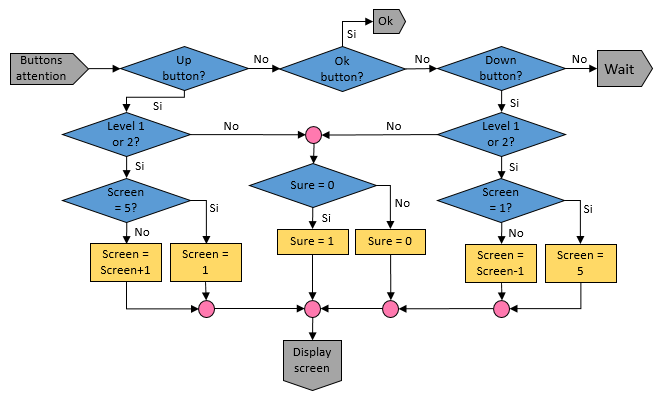 Ok
Si
Buttons
attention
Up
button?
No
Ok
button?
No
Down
button?
No
Wait
Si
Si
Level 1
or 2?
No
No
Level 1
or 2?
Si
Si
Screen
= 5?
Si
No
Sure = 0
No
Si
Screen
= 1?
Si
No
Screen =
Screen+1
Screen =
1
Sure = 1
Sure = 0
Screen =
Screen-1
Screen =
5
Display
screen